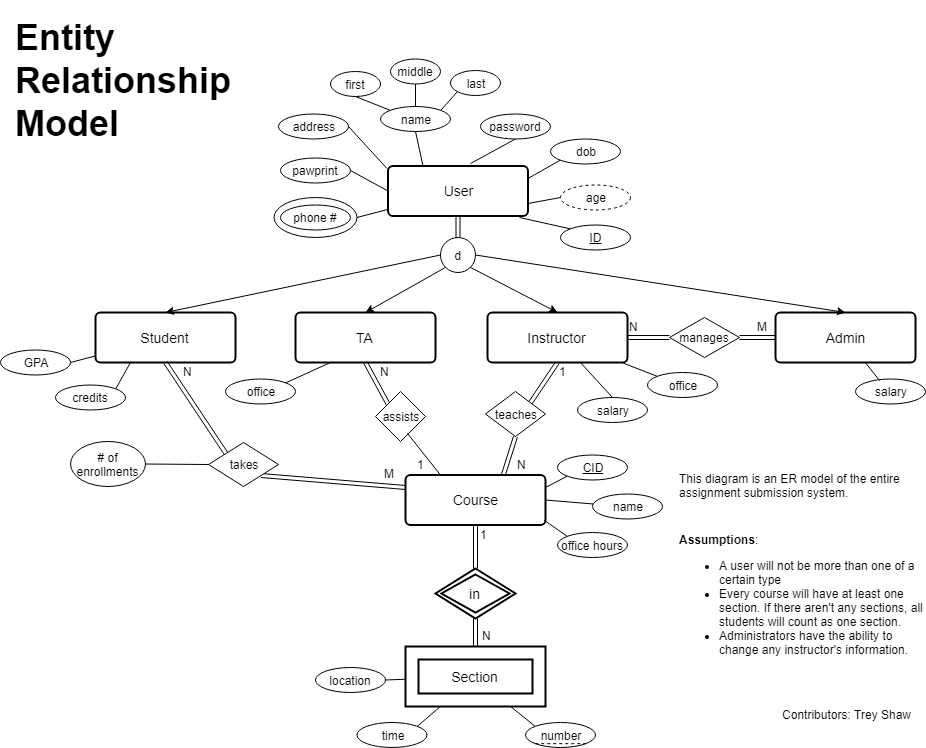 Entity
Relationship
Model
first
middle
last
name
address
password
dob
pawprint
User
age
phone #
ID
d
Student
TA
Instructor
N
manages
M
Admin
GPA
credits
N
office
N
assists
1
teaches
salary
office
salary
# of
enrollments
takes
M
1
N
CID
Course
name
office hours
1
in
N
Section
location
time
number
This diagram is an ER model of the entire
assignment submission system.
Assumptions:
• A user will not be more than one of a
certain type
• Every course will have at least one
section. If there aren't any sections, all
students will count as one section.
• Administrators have the ability to
change any instructor's information.
Contributors: Trey Shaw